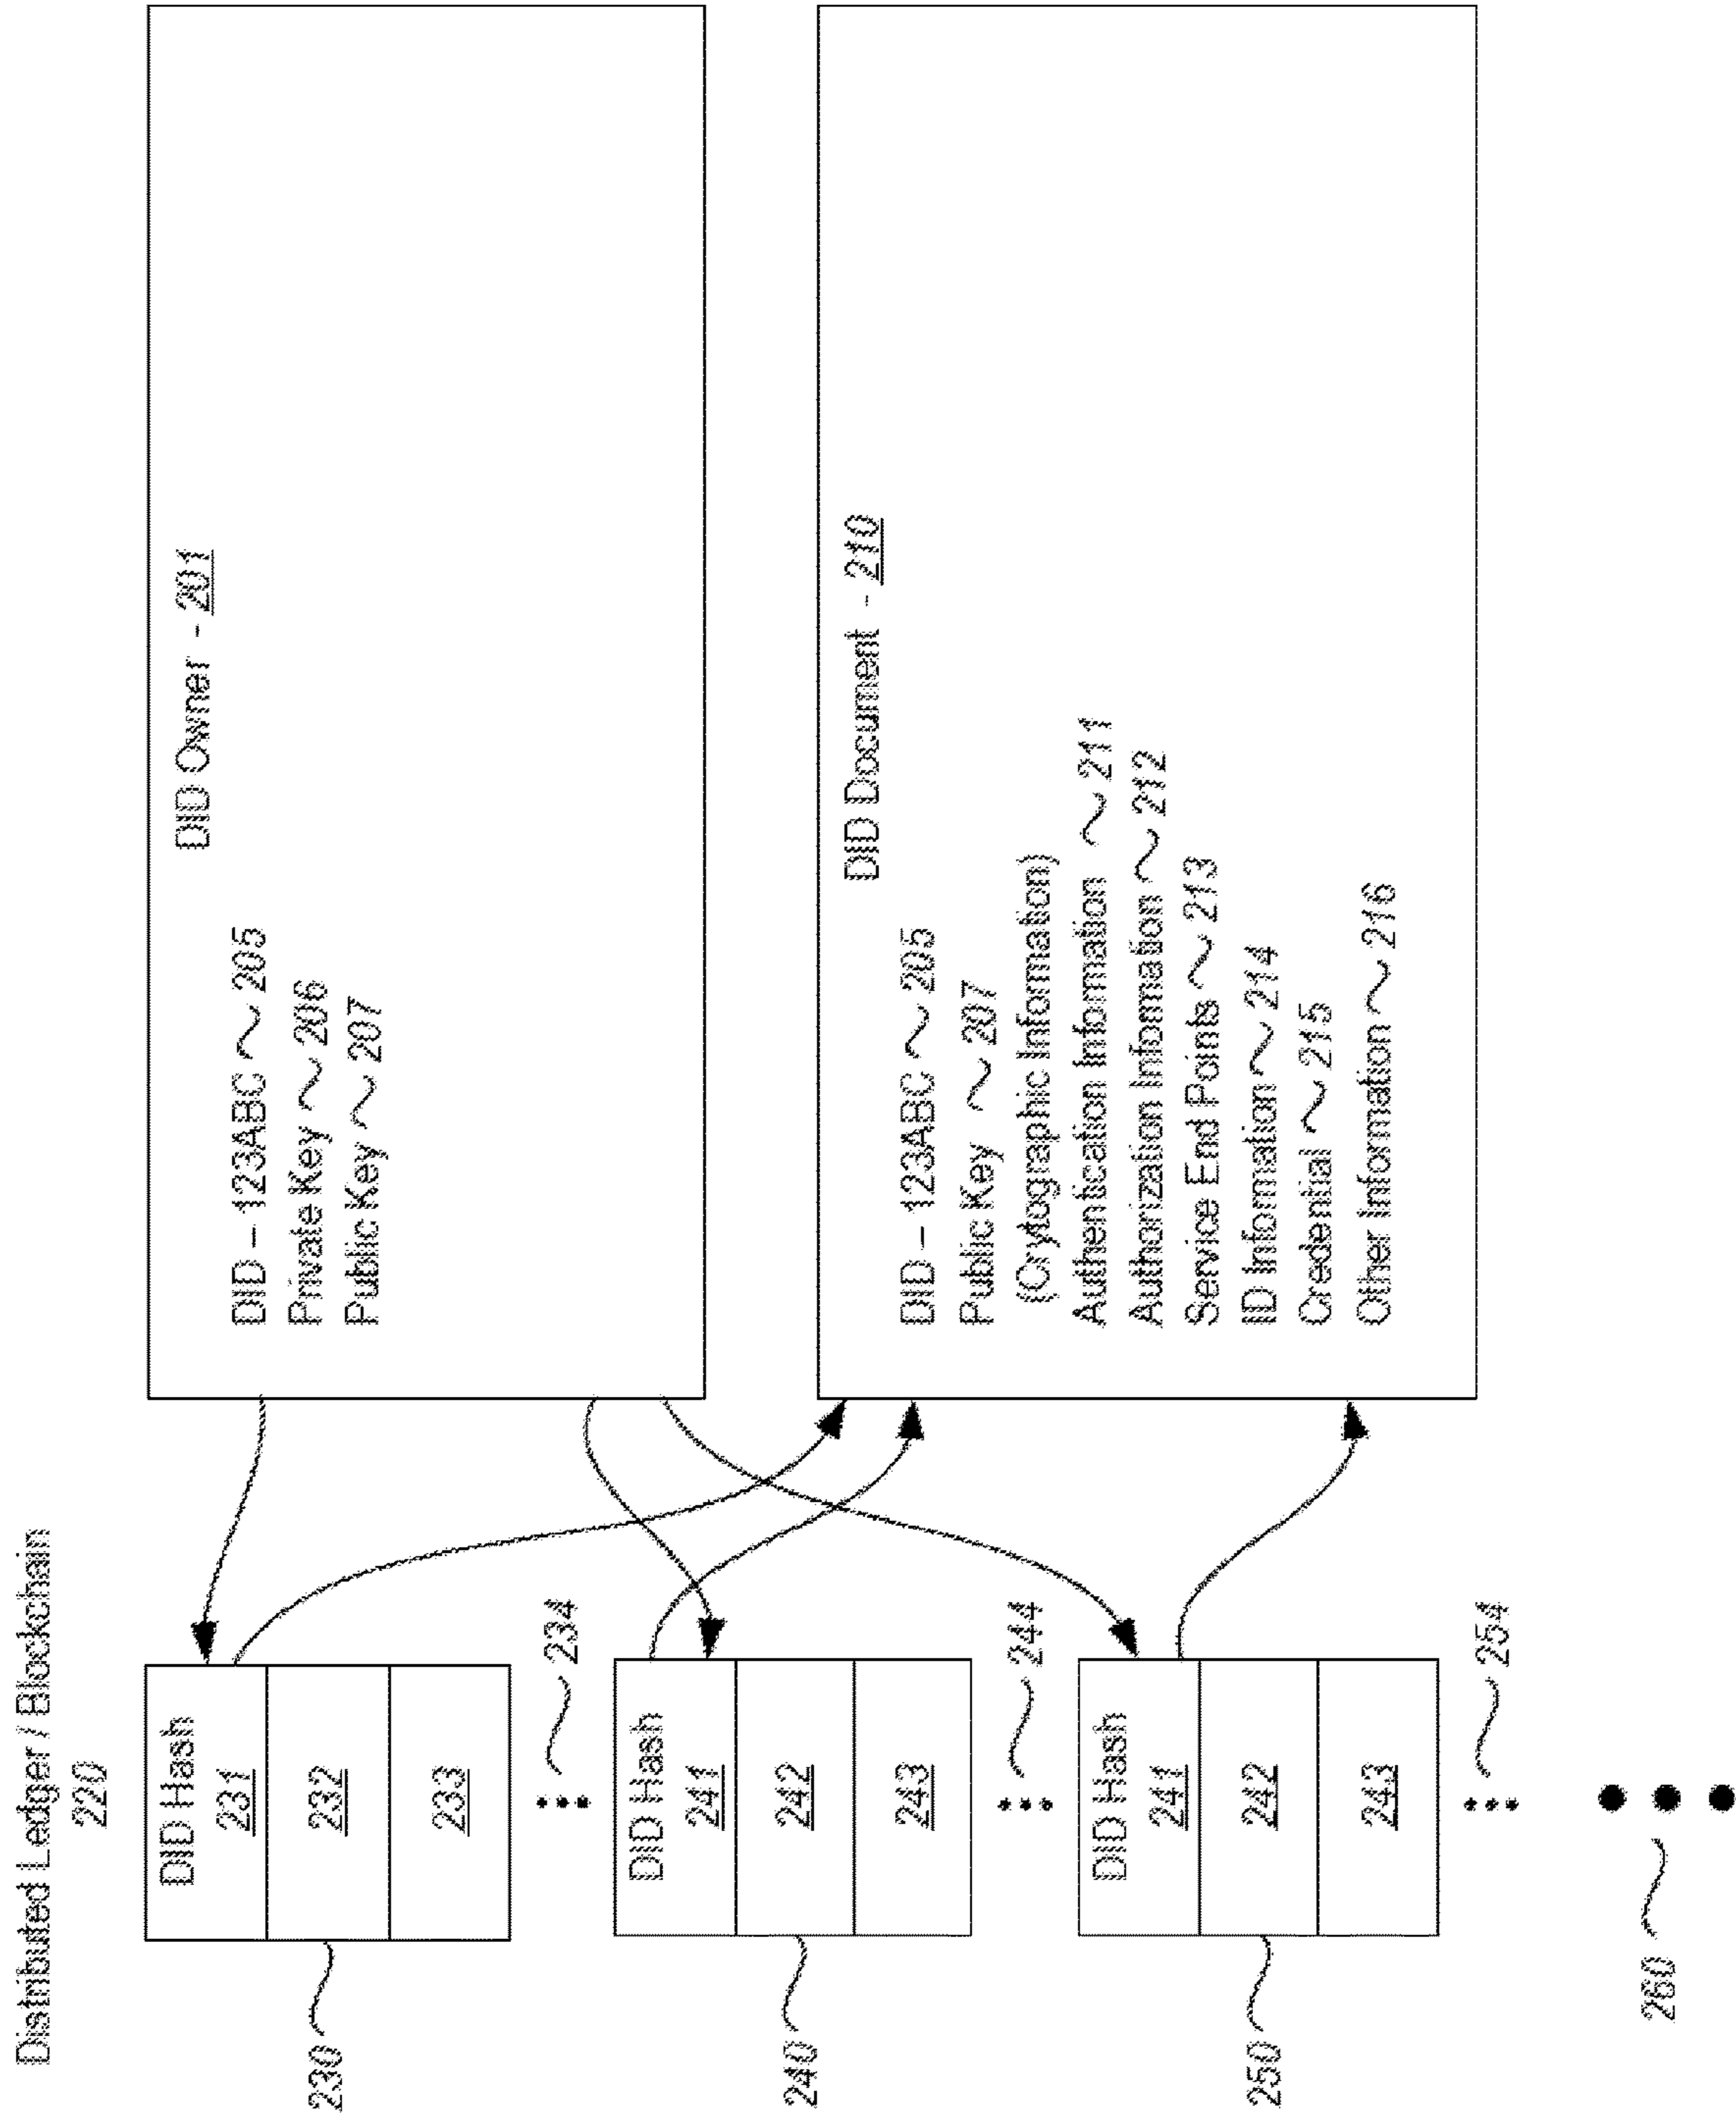 Distributed Ledger / Blockchain
220
DID Hash
231
232
233
234
230
DID Hash
241
242
243
244
240
DID Hash
241
242
243
254
250
260
DID Owner - 201
DID – 123ABC ~ 205
Private Key ~ 206
Public Key ~ 207
DID Document - 210
DID – 123ABC ~ 205
Public Key ~ 207
(Crytographic Information)
Authentication Information ~ 211
Authorization Information ~ 212
Service End Points ~ 213
ID Information ~ 214
Credential ~ 215
Other Information ~ 216